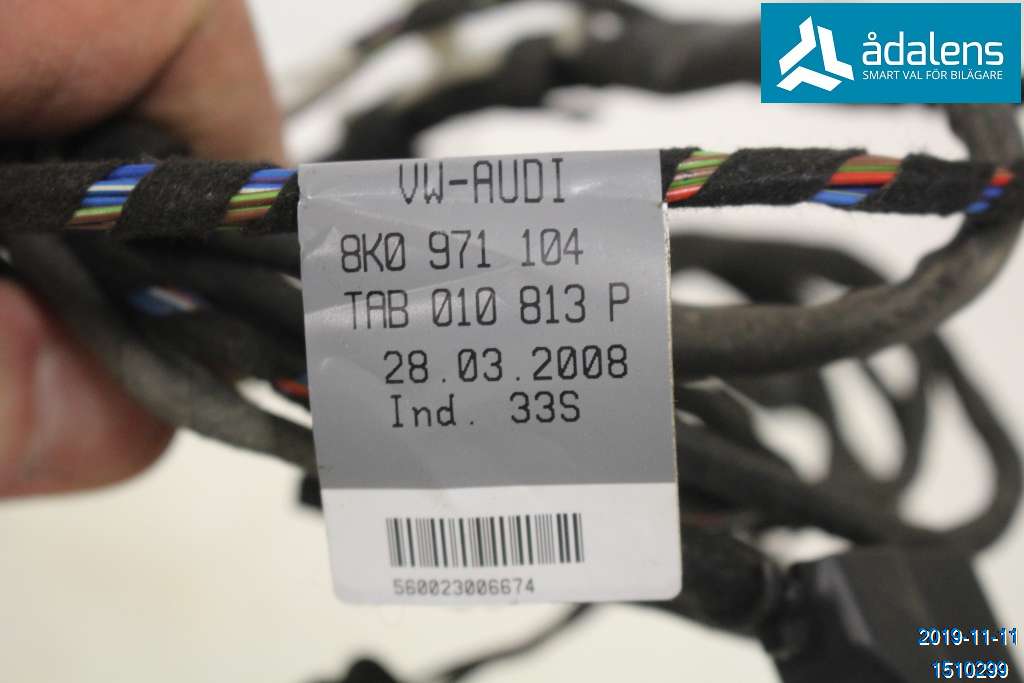 ådalens
SMART VAL FÖR BILÄGARE
VW-AUDI
8K0 971 104
TAB 010 813 P
28.03.2008
Ind. 33S
560023006674
2019-11-11
1510299